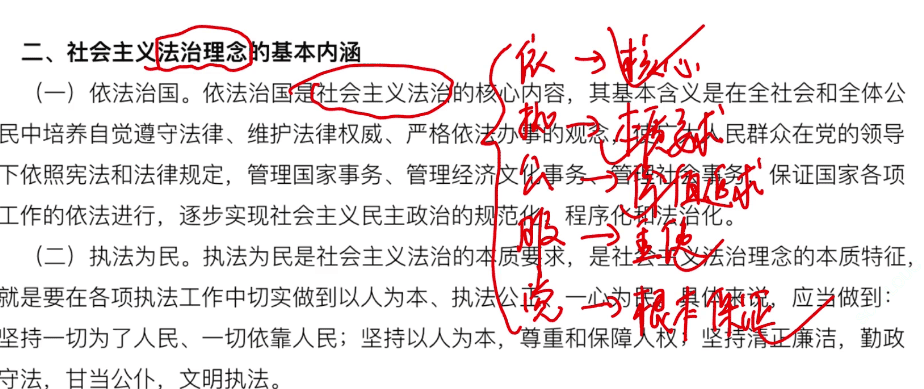 二、社会主义法治理念的基本内涵
（一）依法治国。依法治国是社会主义法治的核心内容，其基本含义是在全社会和全体公
民中培养自觉遵守法律、维护法律权威、严格依法办事的观念，使广大人民群众在党的领导
下依照宪法和法律规定，管理国家事务、管理经济文化事务、管理社会事务，保证国家各项
工作的依法进行，逐步实现社会主义民主政治的规范化、程序化和法治化。
（二）执法为民。执法为民是社会主义法治的本质要求，是社会主义法治理念的本质特征，
就是要在各项执法工作中切实做到以人为本、执法公正、一心为民。具体来说，应当做到：
坚持一切为了人民、一切依靠人民；坚持以人为本，尊重和保障人权；坚持清正廉洁，勤政
守法，甘当公仆，文明执法。
依→核心
执→本质要求
公→价值追求
服→重大使
党→根本保证